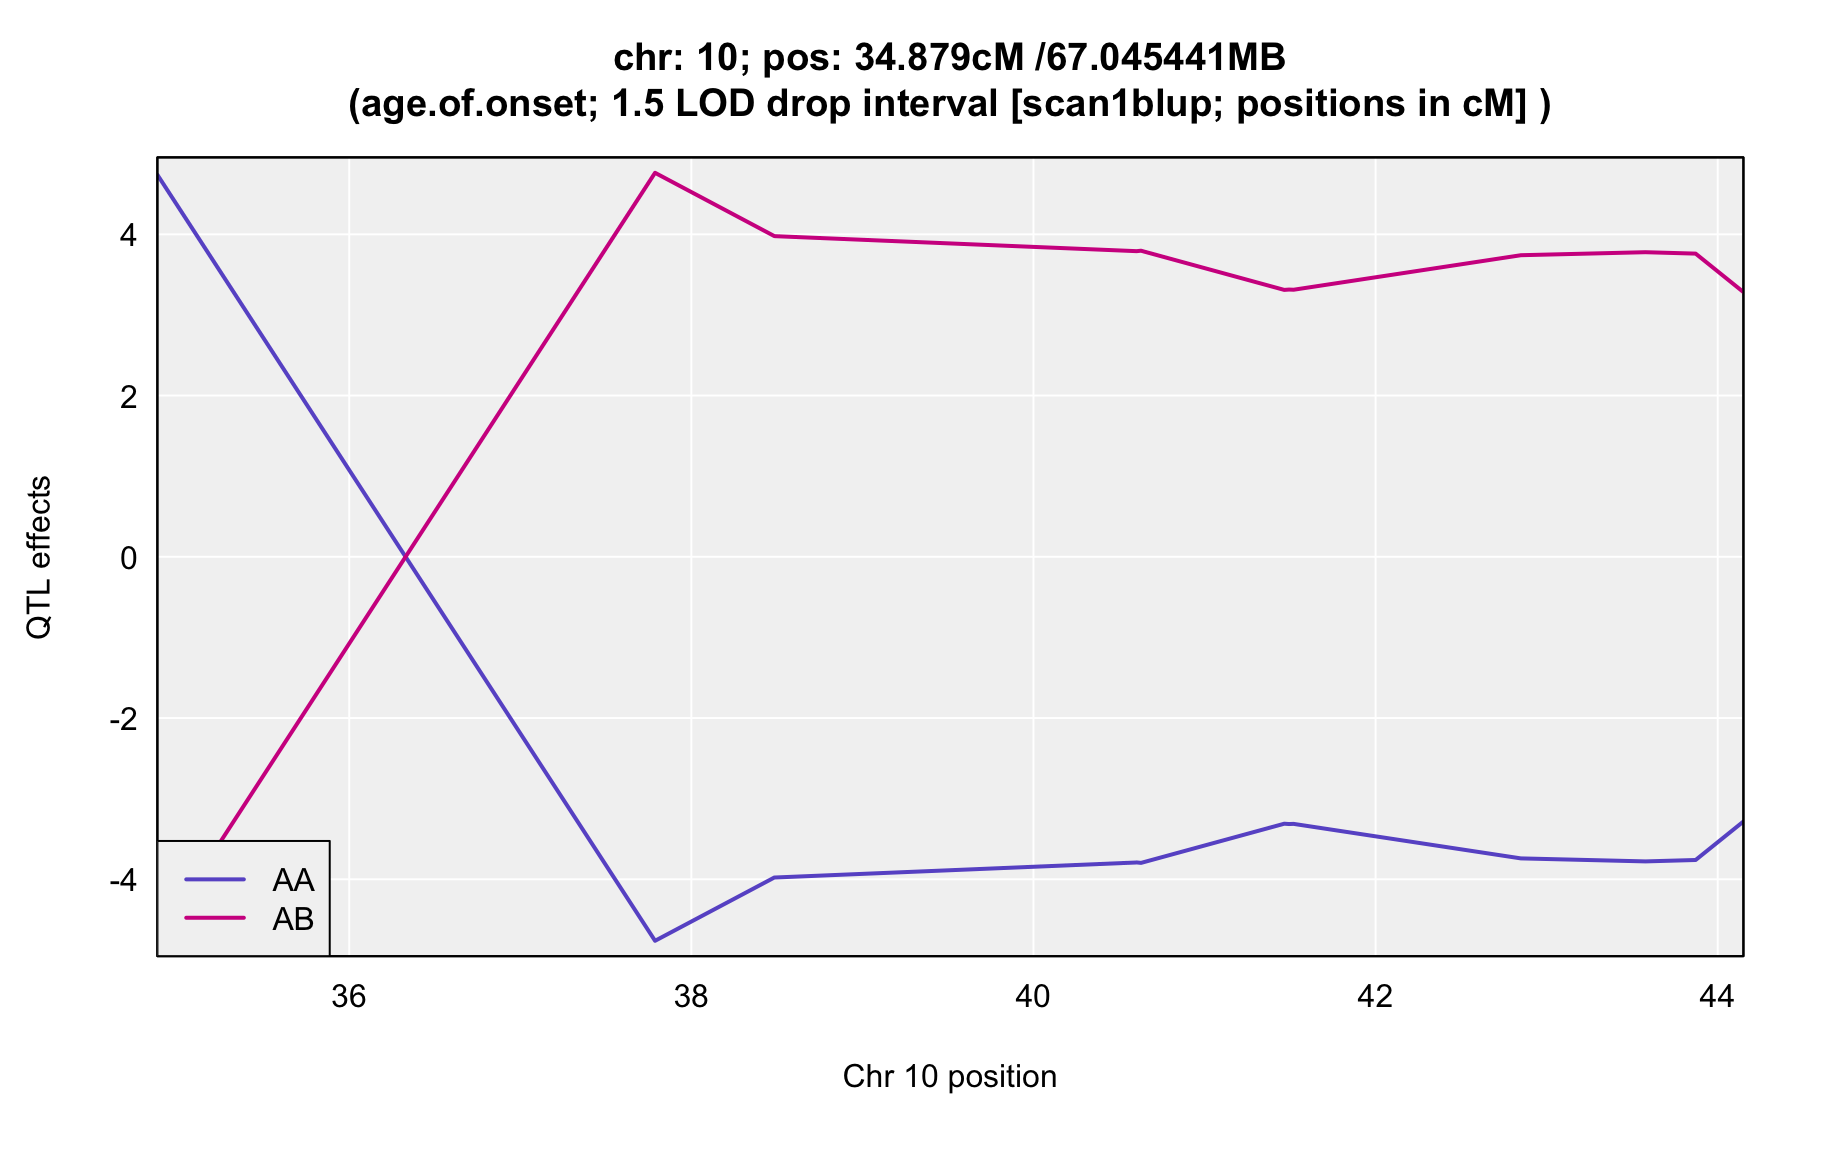 chr: 10; pos: 34.879cM /67.045441MB
(age.of.onset; 1.5 LOD drop interval [scan1blup; positions in cM] )
QTL effects
4
2
0
-2
-4
AA
AB
36 38 40 42 44
Chr 10 position